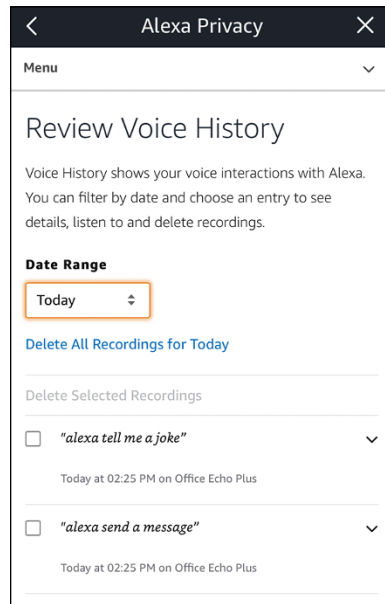 Alexa Privacy
Menu
Review Voice History
Voice History shows your voice interactions with Alexa.
You can filter by date and choose an entry to see
details, listen to and delete recordings.
Date Range
Today
Delete All Recordings for Today
Delete Selected Recordings
"alexa tell me a joke"
Today at 02:25 PM on Office Echo Plus
"alexa send a message"
Today at 02:25 PM on Office Echo Plus